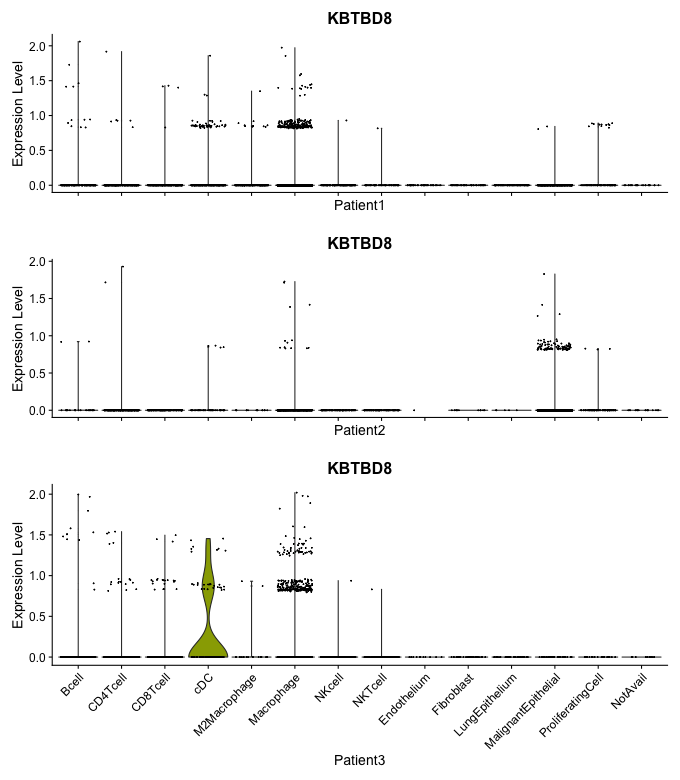 KBTBD8
Expression Level
2.0
1.5
1.0
0.5
0.0
Patient1
KBTBD8
Expression Level
2.0
1.5
1.0
0.5
0.0
Patient2
KBTBD8
Expression Level
2.0
1.5
1.0
0.5
0.0
Bcell
CD4Tcell
CD8Tcell
cDC
M2Macrophage
Macrophage
NKcell
NKTcell
Endothelium
Fibroblast
LungEpithelium
MalignantEpithelial
ProliferatingCell
NotAvail
Patient3